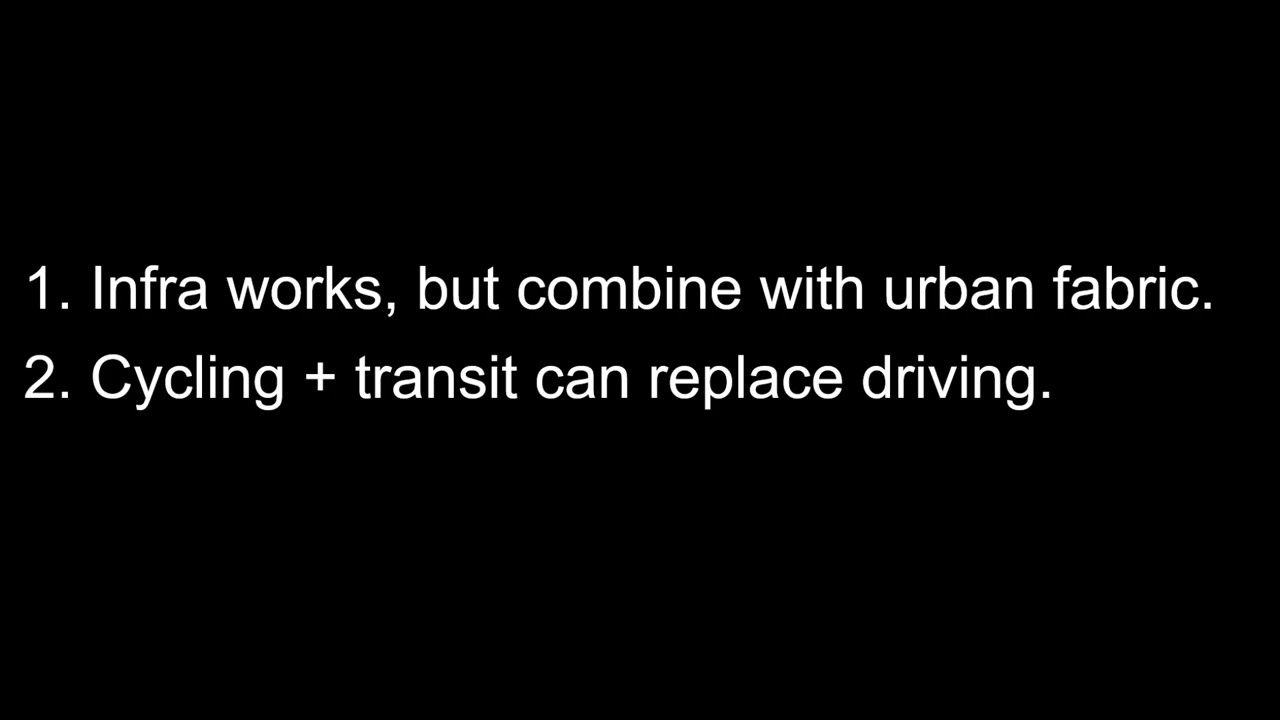 1. Infra works, but combine with urban fabric.
2. Cycling + transit can replace driving.